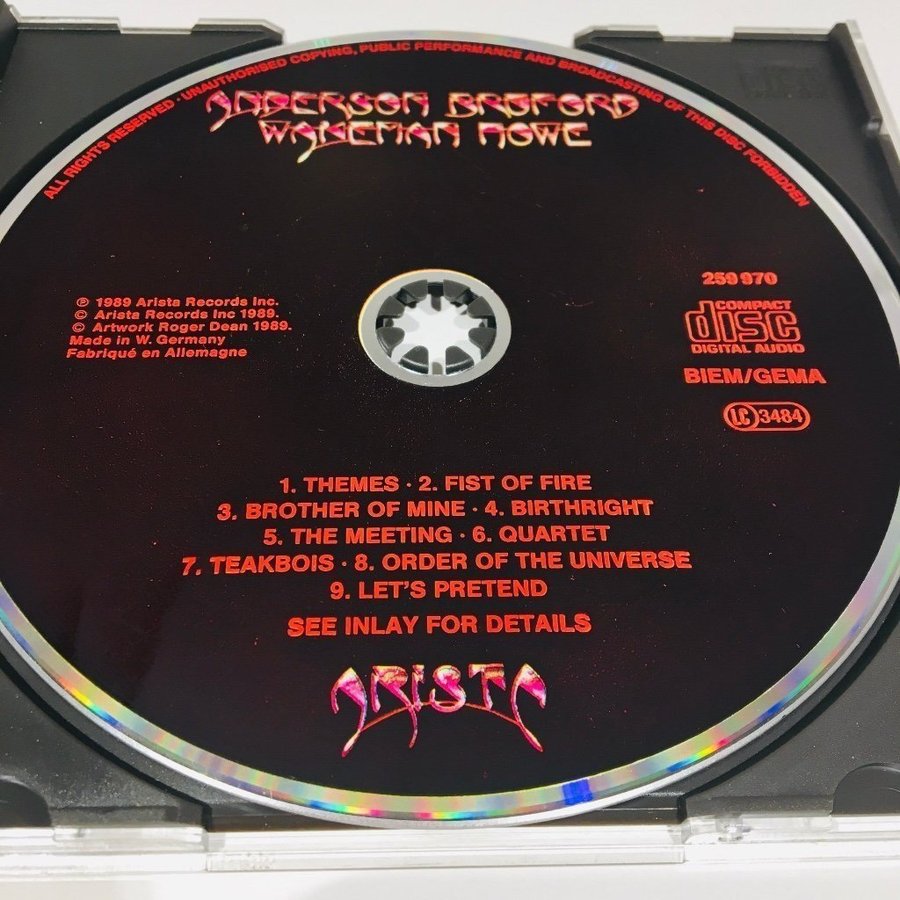 ALL RIGHTS RESERVED · UNAUTHORISED COPYING, PUBLIC PERFORMANCE AND BROADCASTING OF THIS DISC FORBIDDEN
ANDERSON BRUFORD
WAKEMAN HOWE
℗ 1989 Arista Records Inc.
© Arista Records Inc 1989.
© Artwork Roger Dean 1989.
Made in W. Germany
Fabriqué en Allemagne
259 970
COMPACT
disc
DIGITAL AUDIO
BIEM/GEMA
LC 3484
1. THEMES · 2. FIST OF FIRE
3. BROTHER OF MINE · 4. BIRTHRIGHT
5. THE MEETING · 6. QUARTET
7. TEAKBOIS · 8. ORDER OF THE UNIVERSE
9. LET'S PRETEND
SEE INLAY FOR DETAILS
ARISTA